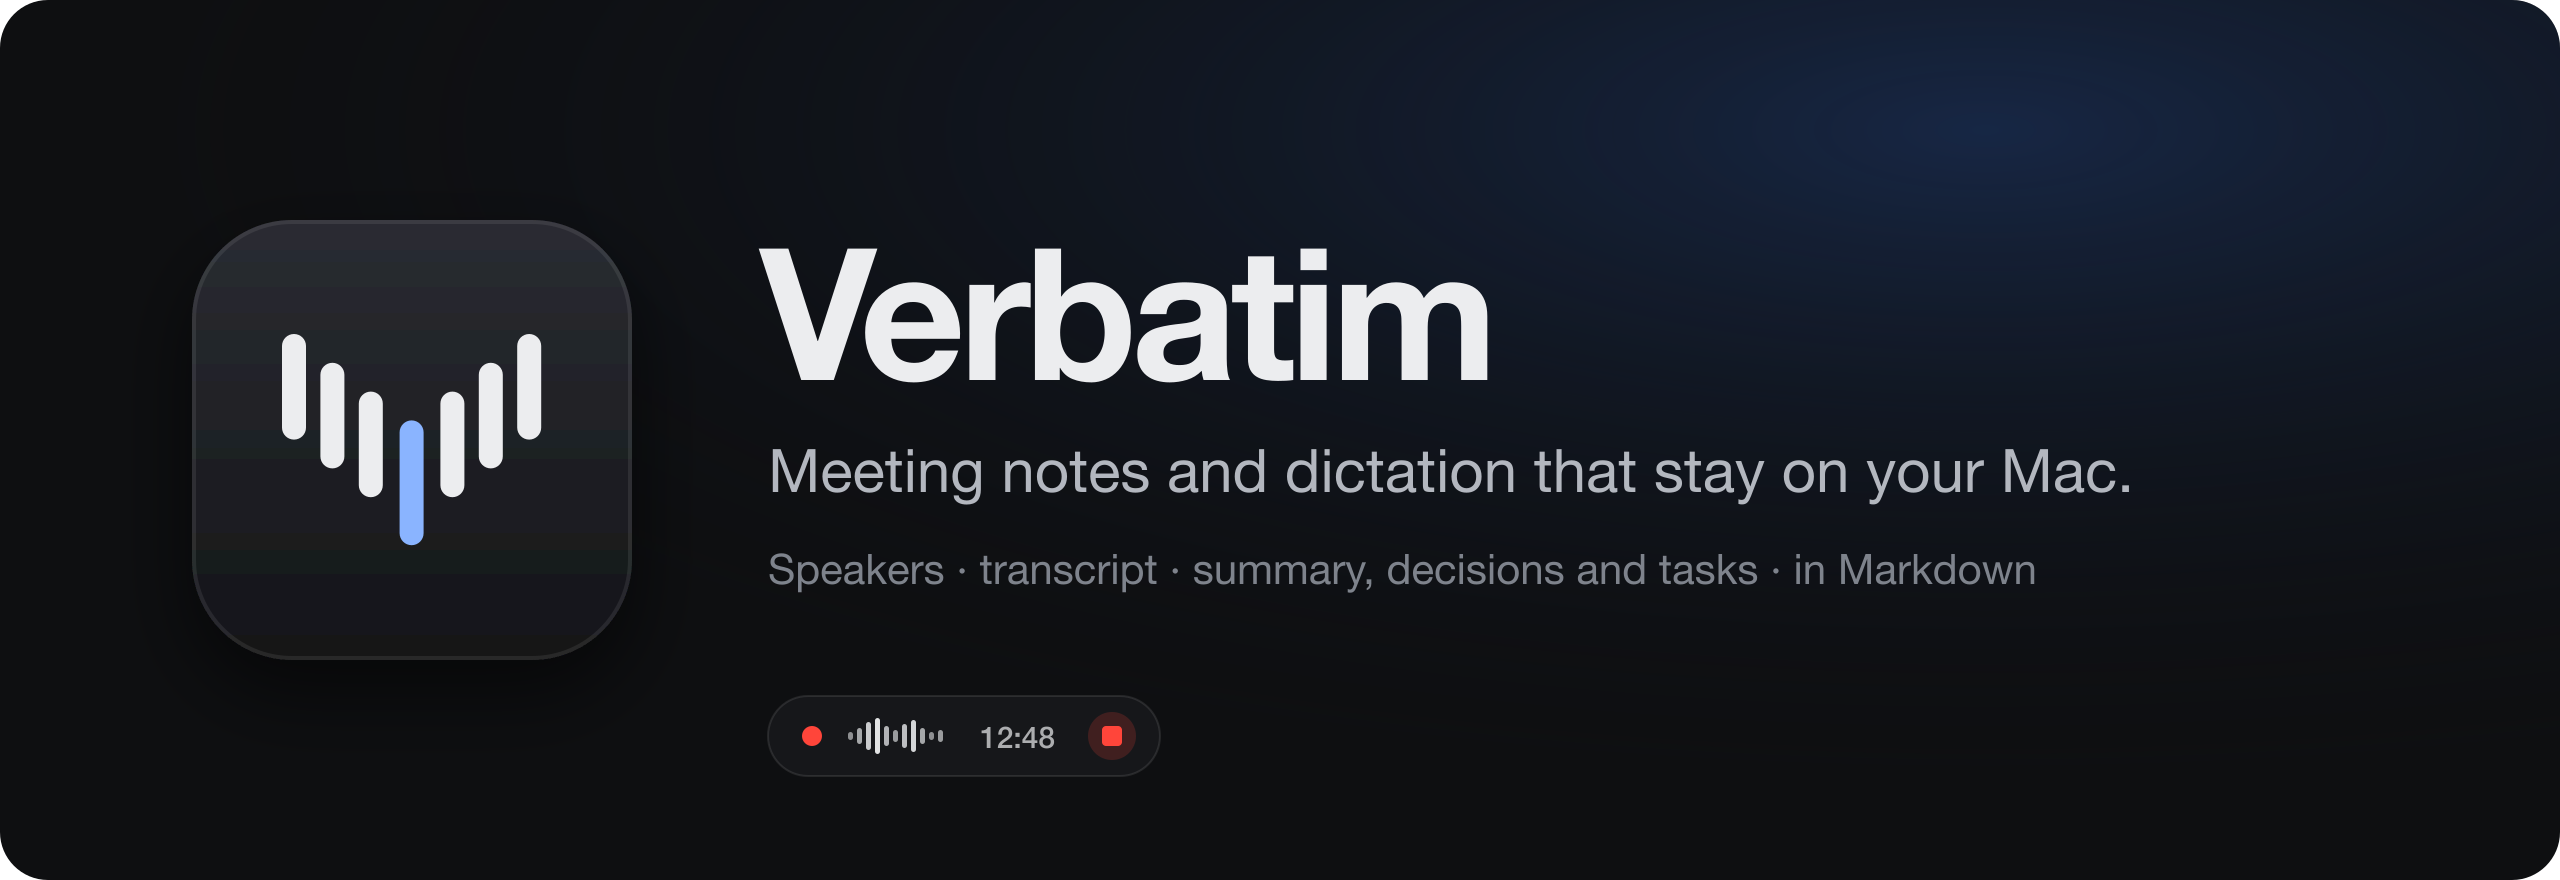 Verbatim
Meeting notes and dictation that stay on your Mac.
Speakers · transcript · summary, decisions and tasks · in Markdown
12:48